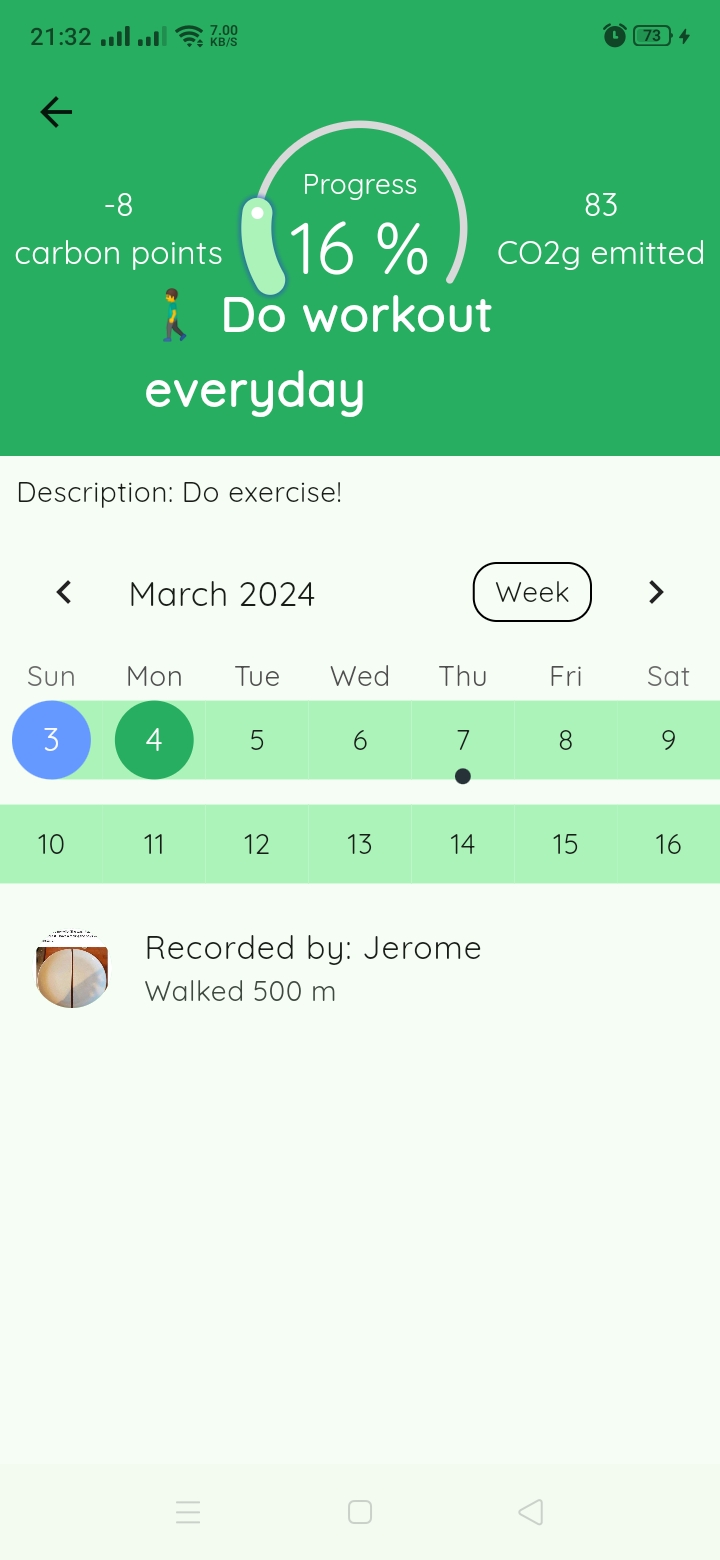 21:32 7.00 KB/S 73
Progress
-8
16 %
83
carbon points
CO2g emitted
Do workout
everyday
Description: Do exercise!
March 2024 Week
Sun Mon Tue Wed Thu Fri Sat
3 4 5 6 7 8 9
10 11 12 13 14 15 16
Recorded by: Jerome
Walked 500 m